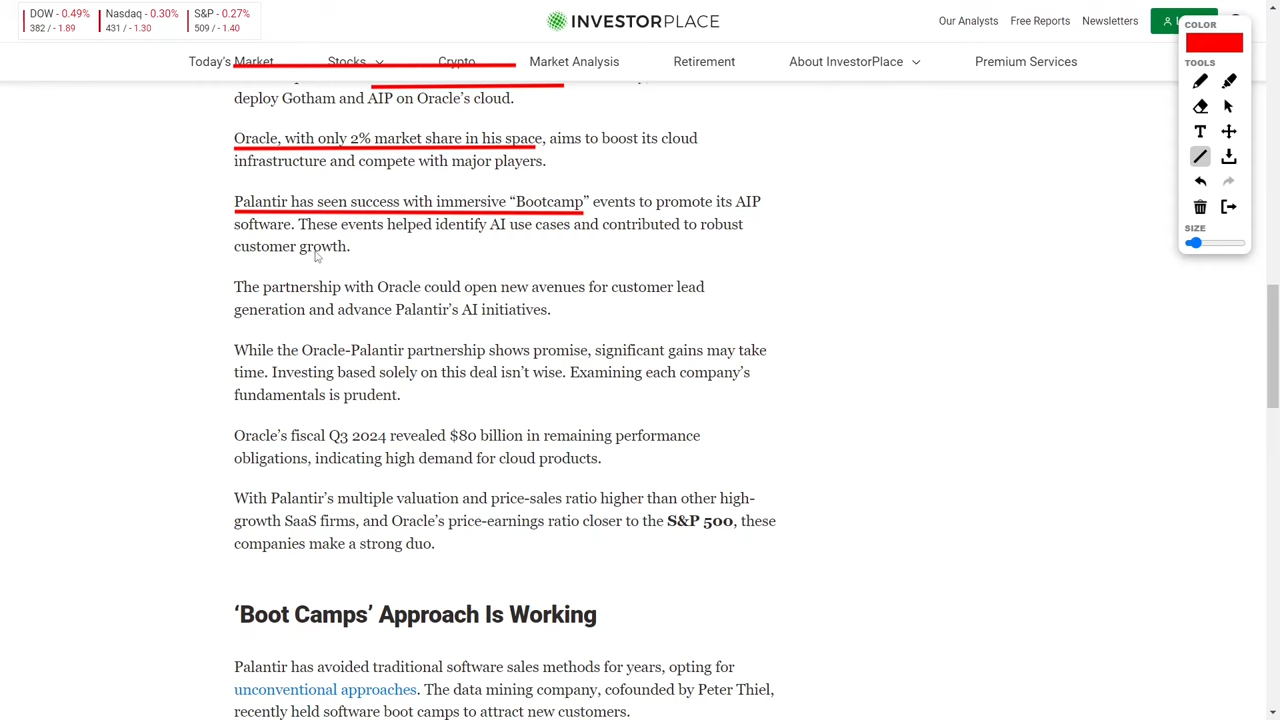 DOW - 0.49%
382 / - 1.89
Nasdaq - 0.30%
431 / - 1.30
S&P - 0.27%
509 / - 1.40
INVESTORPLACE
Our Analysts
Free Reports
Newsletters
Today's Market
Stocks
Crypto
Market Analysis
Retirement
About InvestorPlace
Premium Services
deploy Gotham and AIP on Oracle’s cloud.
Oracle, with only 2% market share in his space, aims to boost its cloud
infrastructure and compete with major players.
Palantir has seen success with immersive “Bootcamp” events to promote its AIP
software. These events helped identify AI use cases and contributed to robust
customer growth.
The partnership with Oracle could open new avenues for customer lead
generation and advance Palantir’s AI initiatives.
While the Oracle-Palantir partnership shows promise, significant gains may take
time. Investing based solely on this deal isn’t wise. Examining each company’s
fundamentals is prudent.
Oracle’s fiscal Q3 2024 revealed $80 billion in remaining performance
obligations, indicating high demand for cloud products.
With Palantir’s multiple valuation and price-sales ratio higher than other high-
growth SaaS firms, and Oracle’s price-earnings ratio closer to the S&P 500, these
companies make a strong duo.
‘Boot Camps’ Approach Is Working
Palantir has avoided traditional software sales methods for years, opting for
unconventional approaches. The data mining company, cofounded by Peter Thiel,
recently held software boot camps to attract new customers.
COLOR
TOOLS
T
SIZE